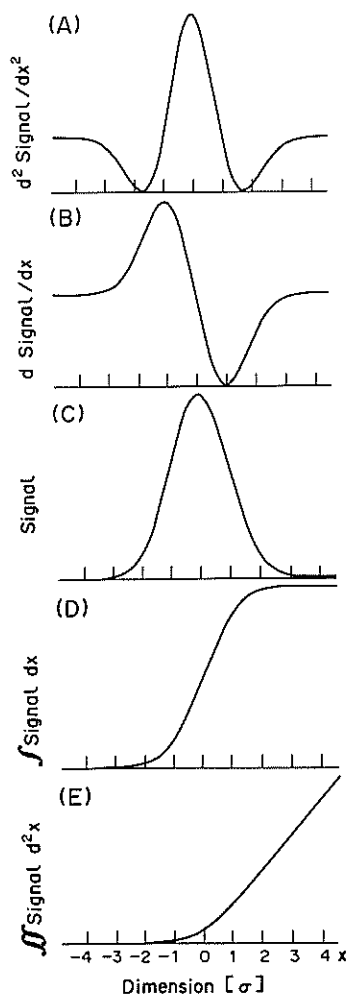 (A)
d² Signal/dx²
(B)
d Signal/dx
(C)
Signal
(D)
∫Signal dx
(E)
∬Signal d²x
-4 -3 -2 -1 0 1 2 3 4 x
Dimension [σ]